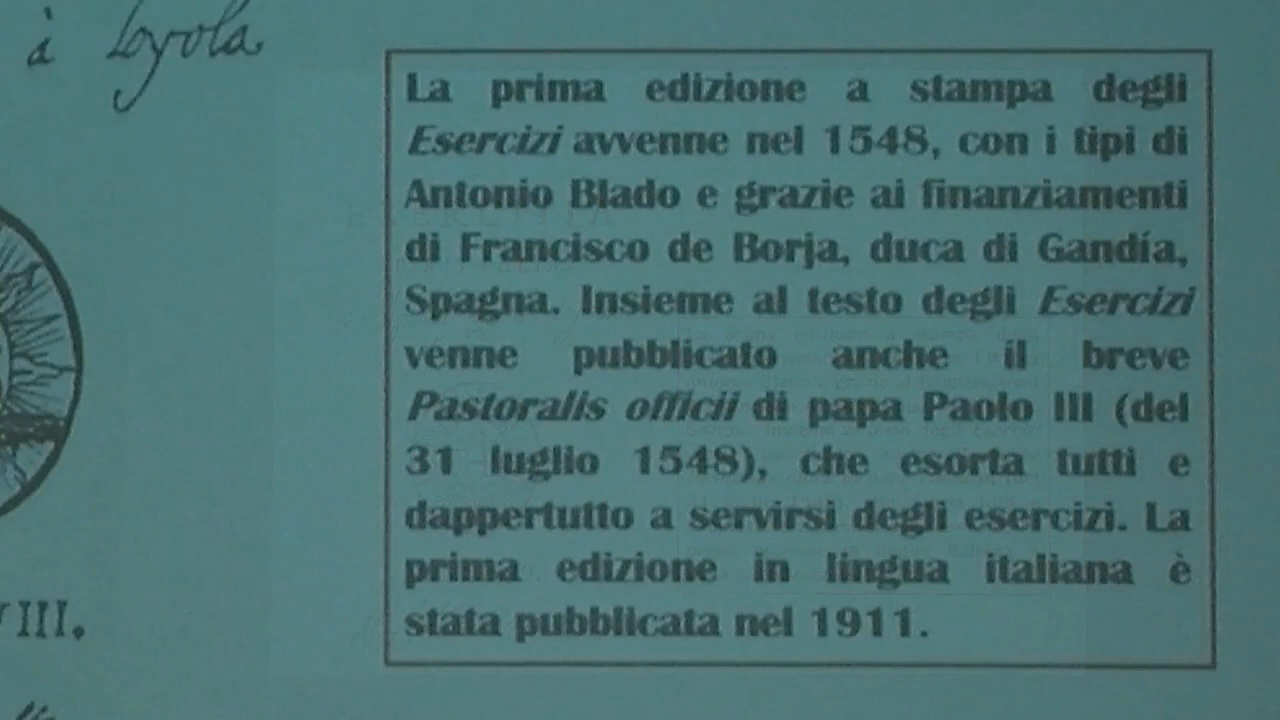 à Loyola
La prima edizione a stampa degli
Esercizi avvenne nel 1548, con i tipi di
Antonio Blado e grazie ai finanziamenti
di Francisco de Borja, duca di Gandía,
Spagna. Insieme al testo degli Esercizi
venne pubblicato anche il breve
Pastoralis officii di papa Paolo III (del
31 luglio 1548), che esorta tutti e
dappertutto a servirsi degli esercizi. La
prima edizione in lingua italiana è
stata pubblicata nel 1911.
VIII.